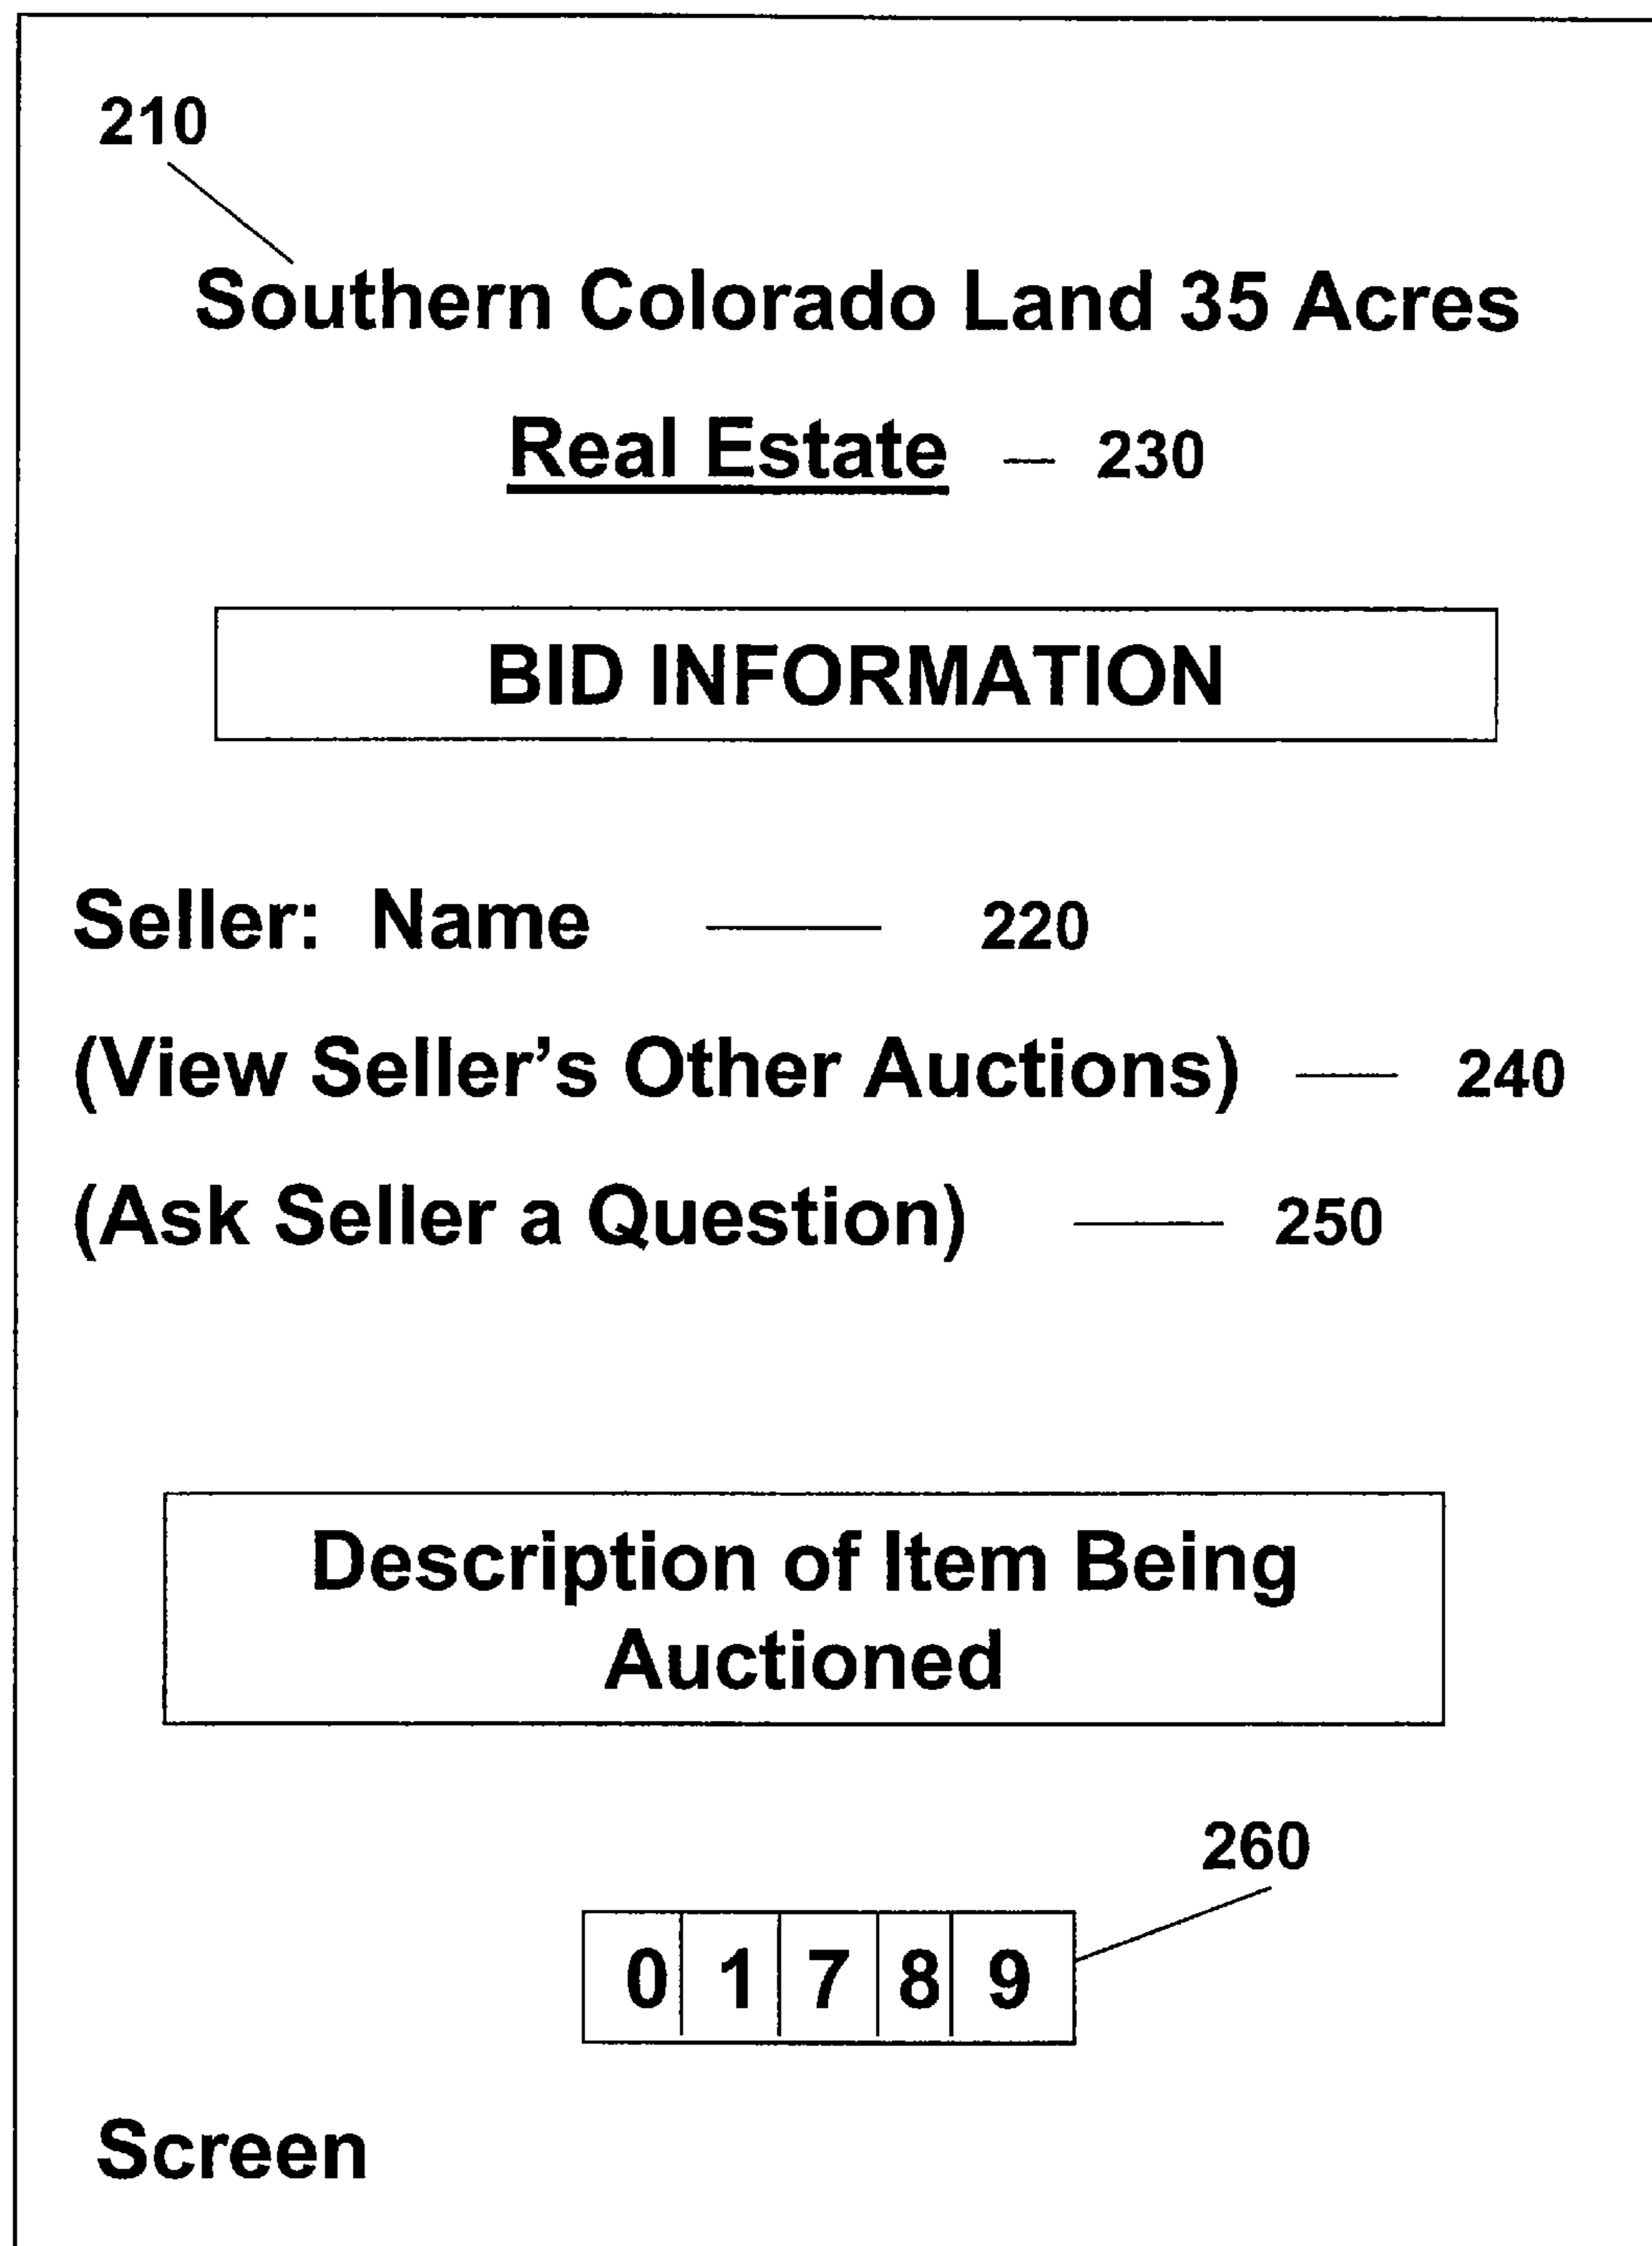 210
Southern Colorado Land 35 Acres
Real Estate — 230
BID INFORMATION
Seller: Name — 220
(View Seller's Other Auctions) — 240
(Ask Seller a Question) — 250
Description of Item Being
Auctioned
260
0 1 7 8 9
Screen